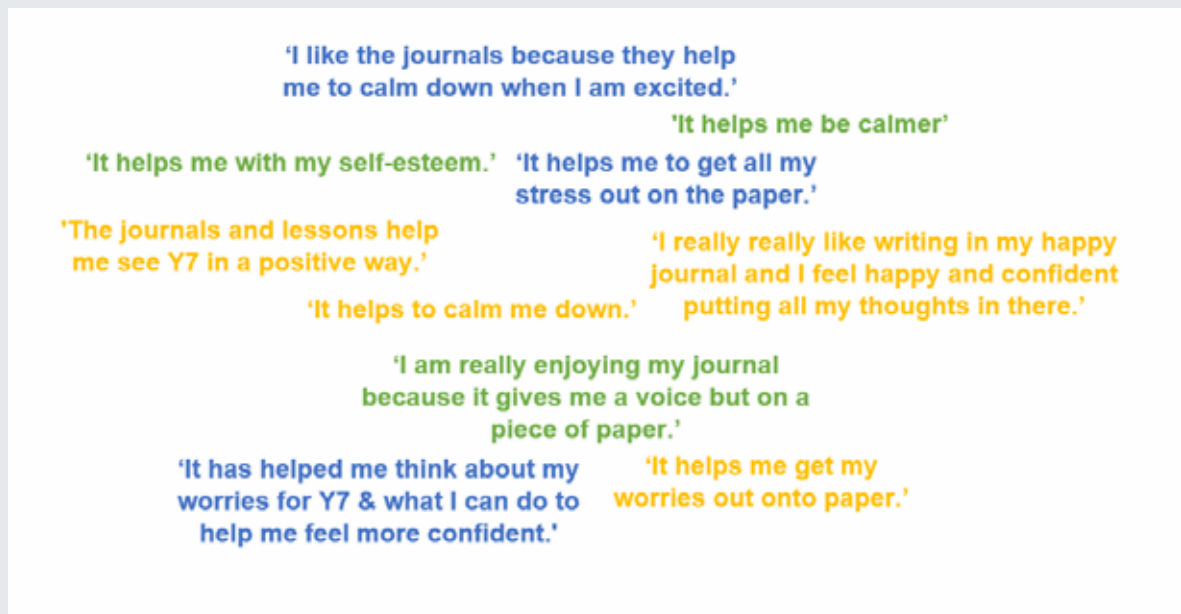 ‘I like the journals because they help
me to calm down when I am excited.’
'It helps me be calmer’
‘It helps me with my self-esteem.’
‘It helps me to get all my
stress out on the paper.’
'The journals and lessons help
me see Y7 in a positive way.’
‘I really really like writing in my happy
journal and I feel happy and confident
putting all my thoughts in there.’
‘It helps to calm me down.’
‘I am really enjoying my journal
because it gives me a voice but on a
piece of paper.’
‘It has helped me think about my
worries for Y7 & what I can do to
help me feel more confident.'
‘It helps me get my
worries out onto paper.’